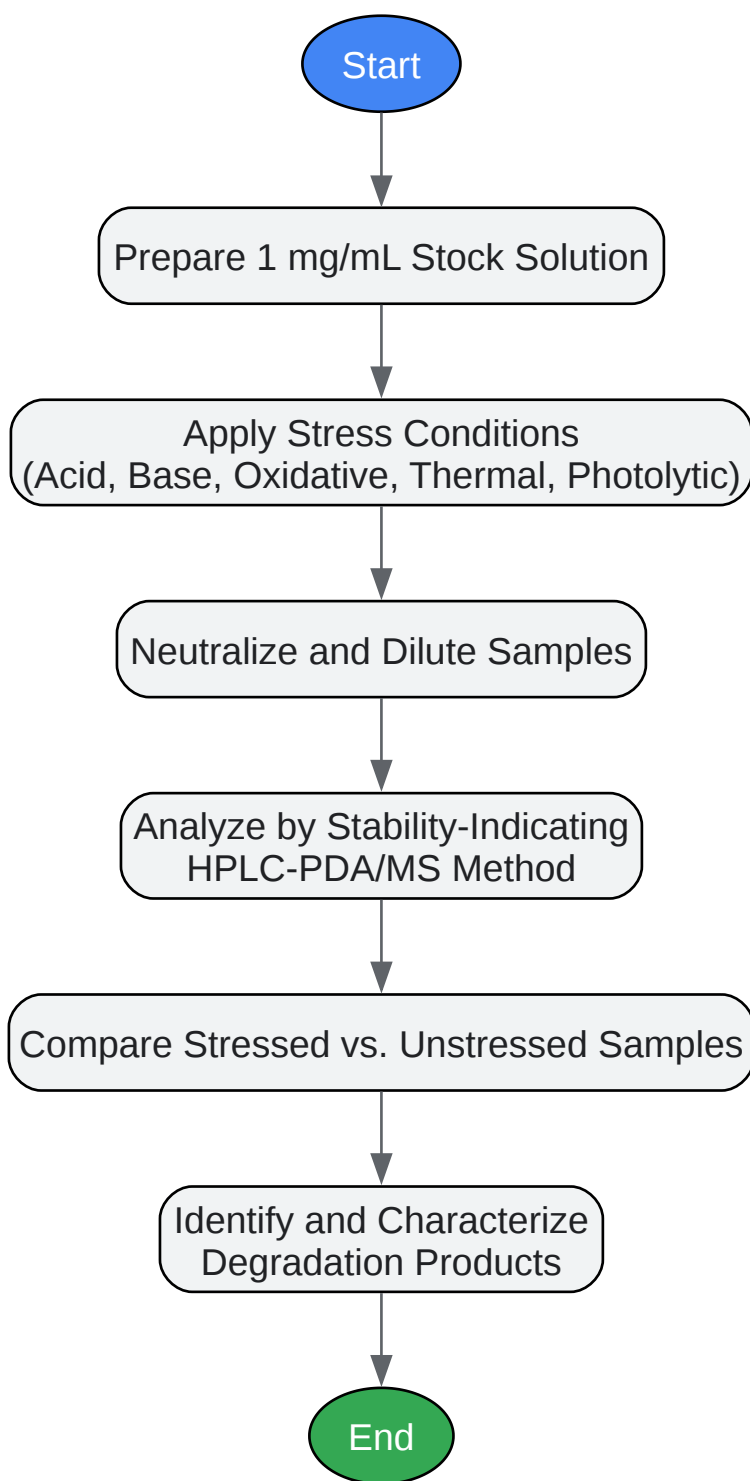 Start
Prepare 1 mg/mL Stock Solution
Apply Stress Conditions
(Acid, Base, Oxidative, Thermal, Photolytic)
Neutralize and Dilute Samples
Analyze by Stability-Indicating
HPLC-PDA/MS Method
Compare Stressed vs. Unstressed Samples
Identify and Characterize
Degradation Products
End